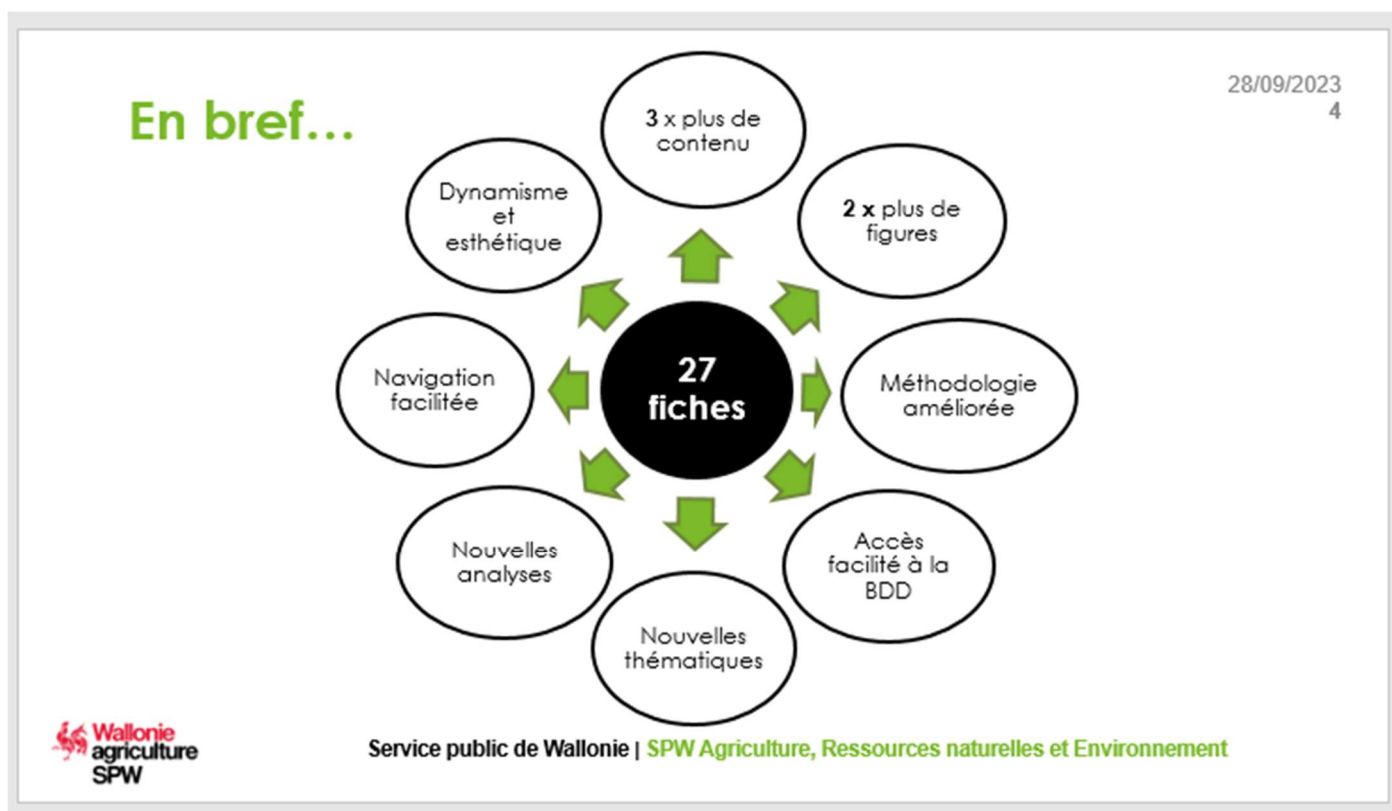 En bref...
28/09/2023
4
3 x plus de
contenu
2 x plus de
figures
Méthodologie
améliorée
Accès
facilité à la
BDD
Nouvelles
thématiques
Nouvelles
analyses
Navigation
facilitée
Dynamisme
et
esthétique
27
fiches
Wallonie
agriculture
SPW
Service public de Wallonie | SPW Agriculture, Ressources naturelles et Environnement